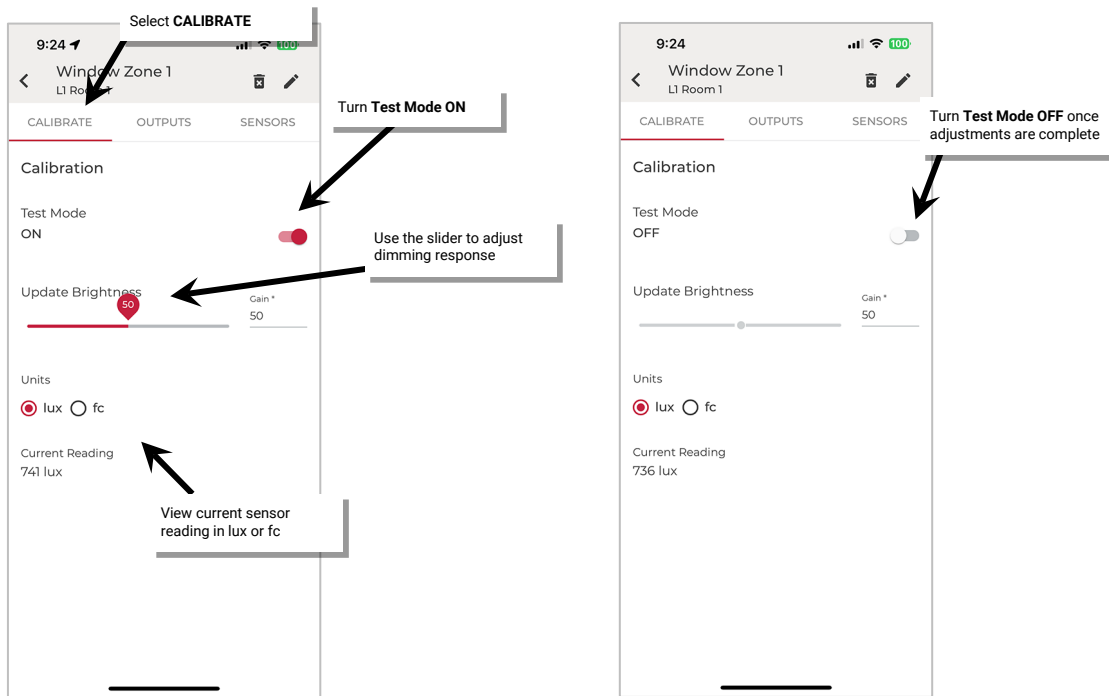 Select CALIBRATE
9:24
100
Window Zone 1
L1 Room 1
CALIBRATE OUTPUTS SENSORS
Calibration
Test Mode
ON
Update Brightness
50
Gain *
50
Units
lux fc
Current Reading
741 lux
Turn Test Mode ON
Use the slider to adjust
dimming response
View current sensor
reading in lux or fc
9:24
100
Window Zone 1
L1 Room 1
CALIBRATE OUTPUTS SENSORS
Calibration
Test Mode
OFF
Update Brightness
Gain *
50
Units
lux fc
Current Reading
736 lux
Turn Test Mode OFF once
adjustments are complete